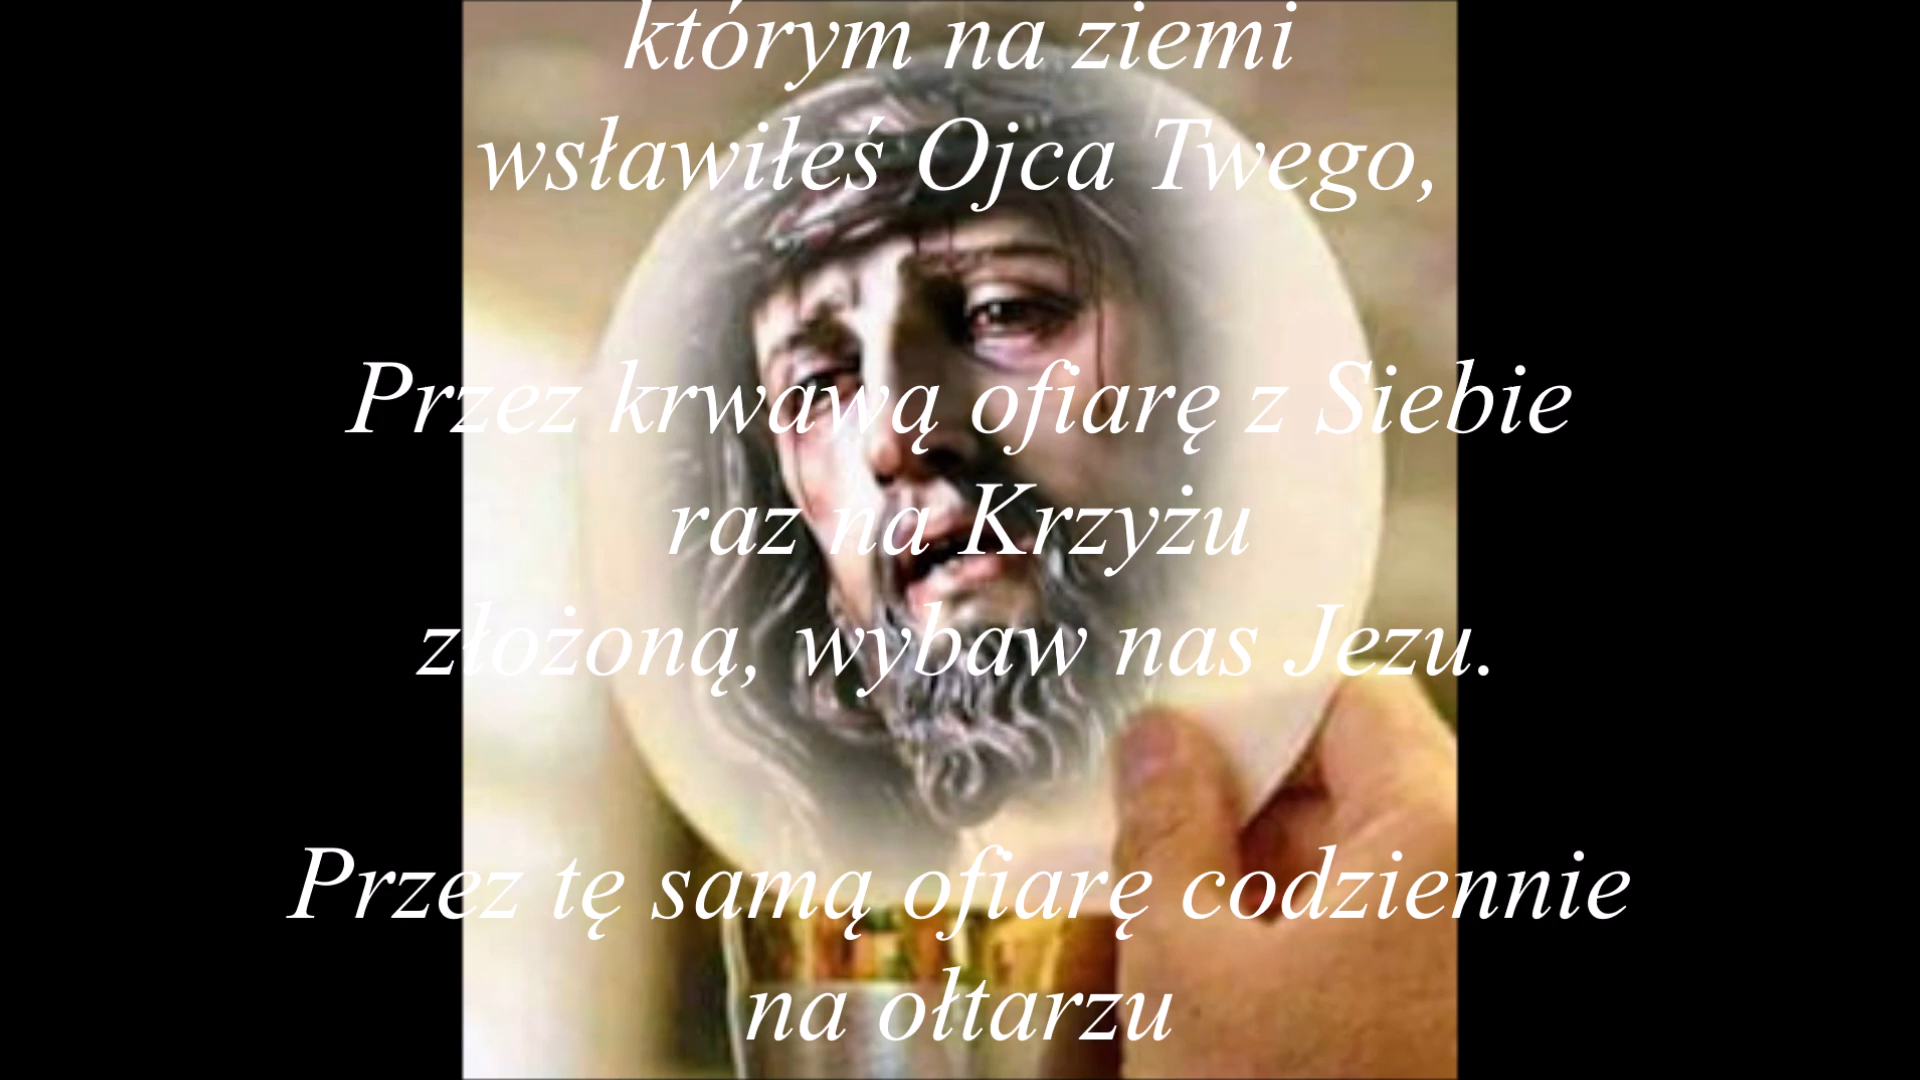 którym na ziemi
wsławiłeś Ojca Twego,
Przez krwawą ofiarę z Siebie
raz na Krzyżu
złożoną, wybaw nas Jezu.
Przez tę samą ofiarę codziennie
na ołtarzu